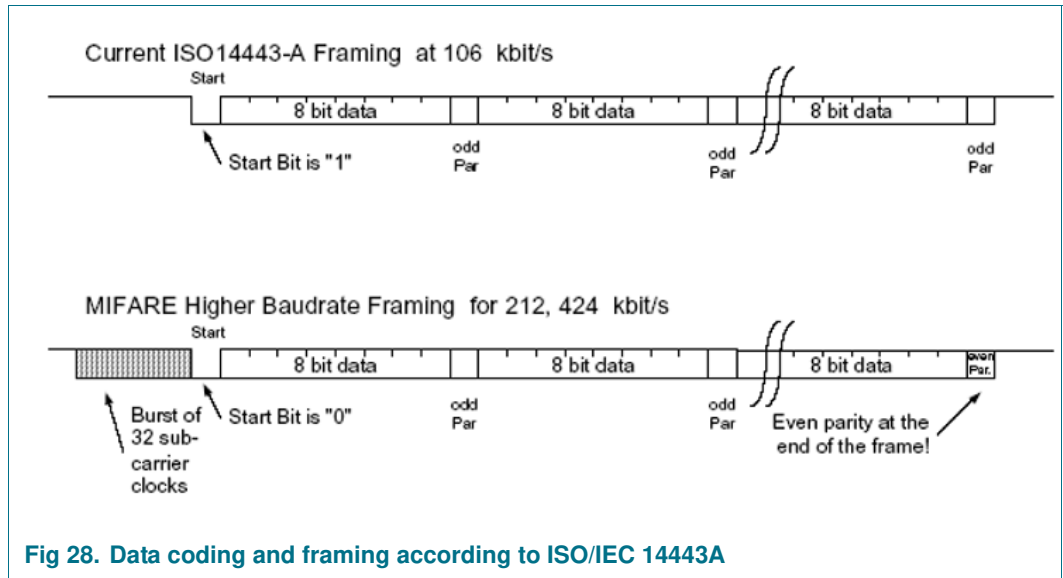 Current ISO14443-A Framing at 106 kbit/s
Start
8 bit data
8 bit data
8 bit data
Start Bit is "1"
odd
Par
odd
Par
odd
Par
MIFARE Higher Baudrate Framing for 212, 424 kbit/s
Start
8 bit data
8 bit data
8 bit data
even
Par.
Burst of
32 sub-
carrier
clocks
Start Bit is "0"
odd
Par
odd
Par
Even parity at the
end of the frame!
Fig 28. Data coding and framing according to ISO/IEC 14443A